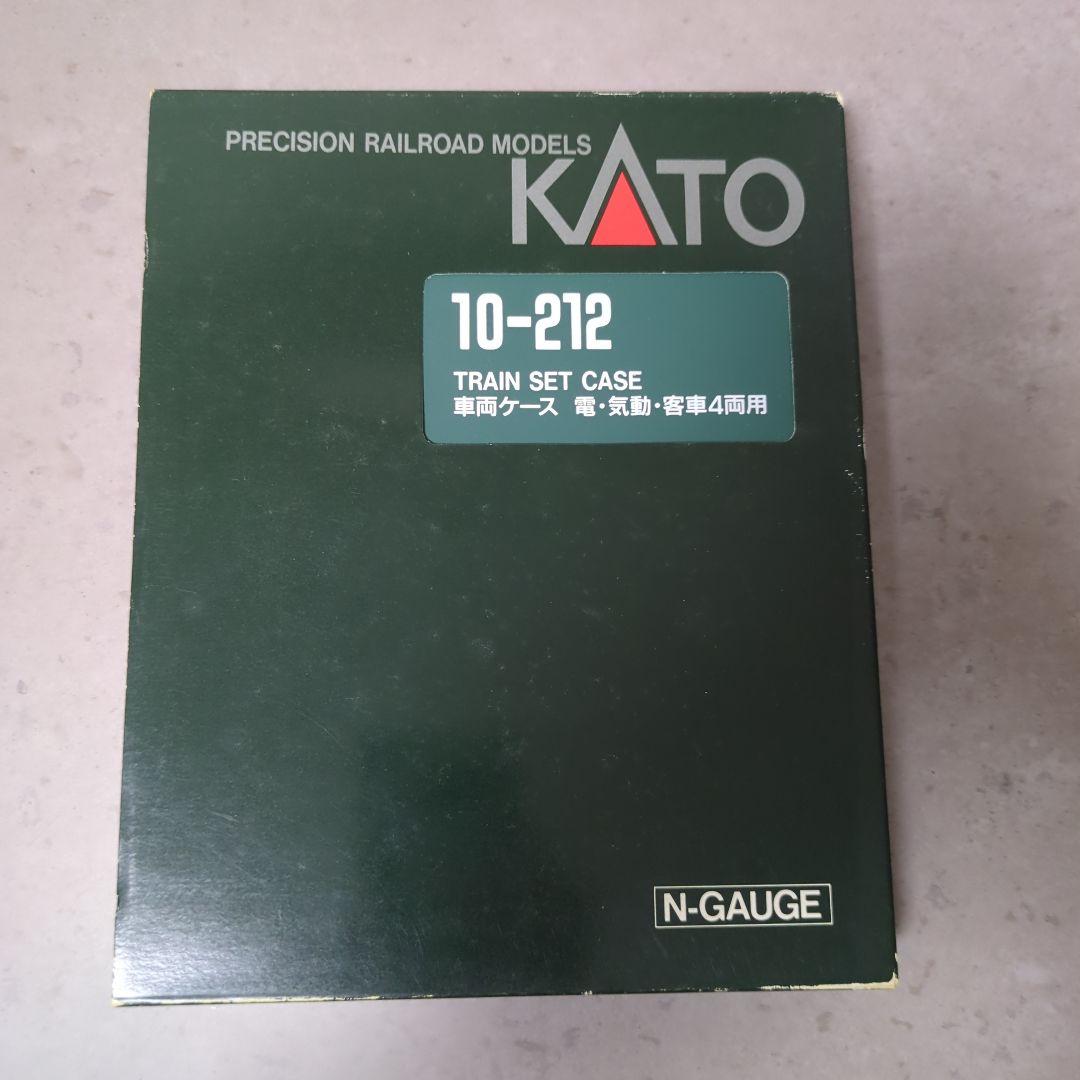 PRECISION RAILROAD MODELS
KATO
10-212
TRAIN SET CASE
車両ケース 電・気動・客車4両用
N-GAUGE